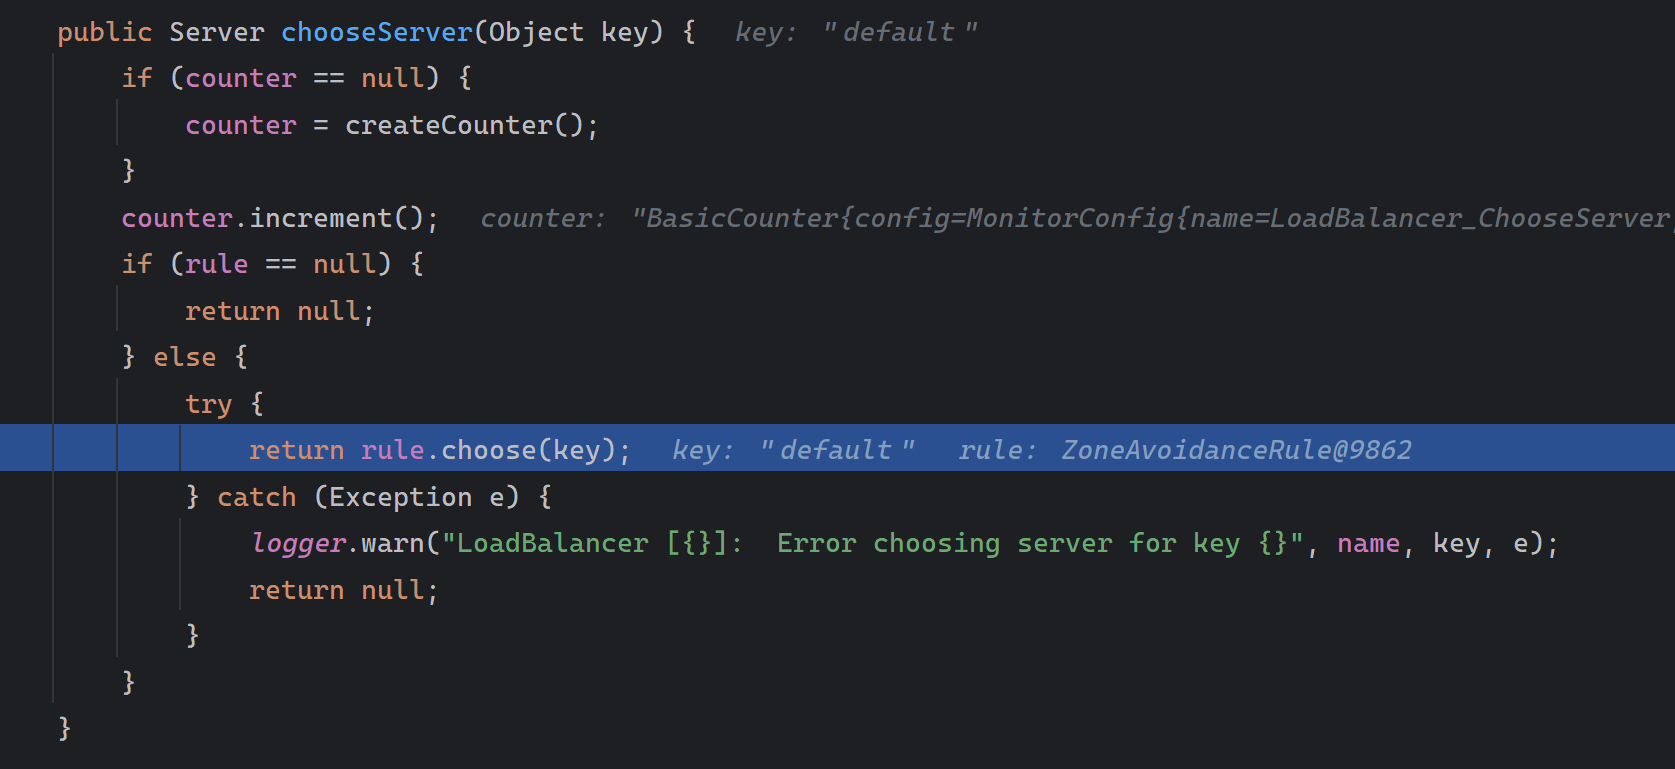 public Server chooseServer(Object key) {   key: "default"
    if (counter == null) {
        counter = createCounter();
    }
    counter.increment();   counter: "BasicCounter{config=MonitorConfig{name=LoadBalancer_ChooseServer,
    if (rule == null) {
        return null;
    } else {
        try {
            return rule.choose(key);   key: "default"   rule: ZoneAvoidanceRule@9862
        } catch (Exception e) {
            logger.warn("LoadBalancer [{}]:  Error choosing server for key {}", name, key, e);
            return null;
        }
    }
}